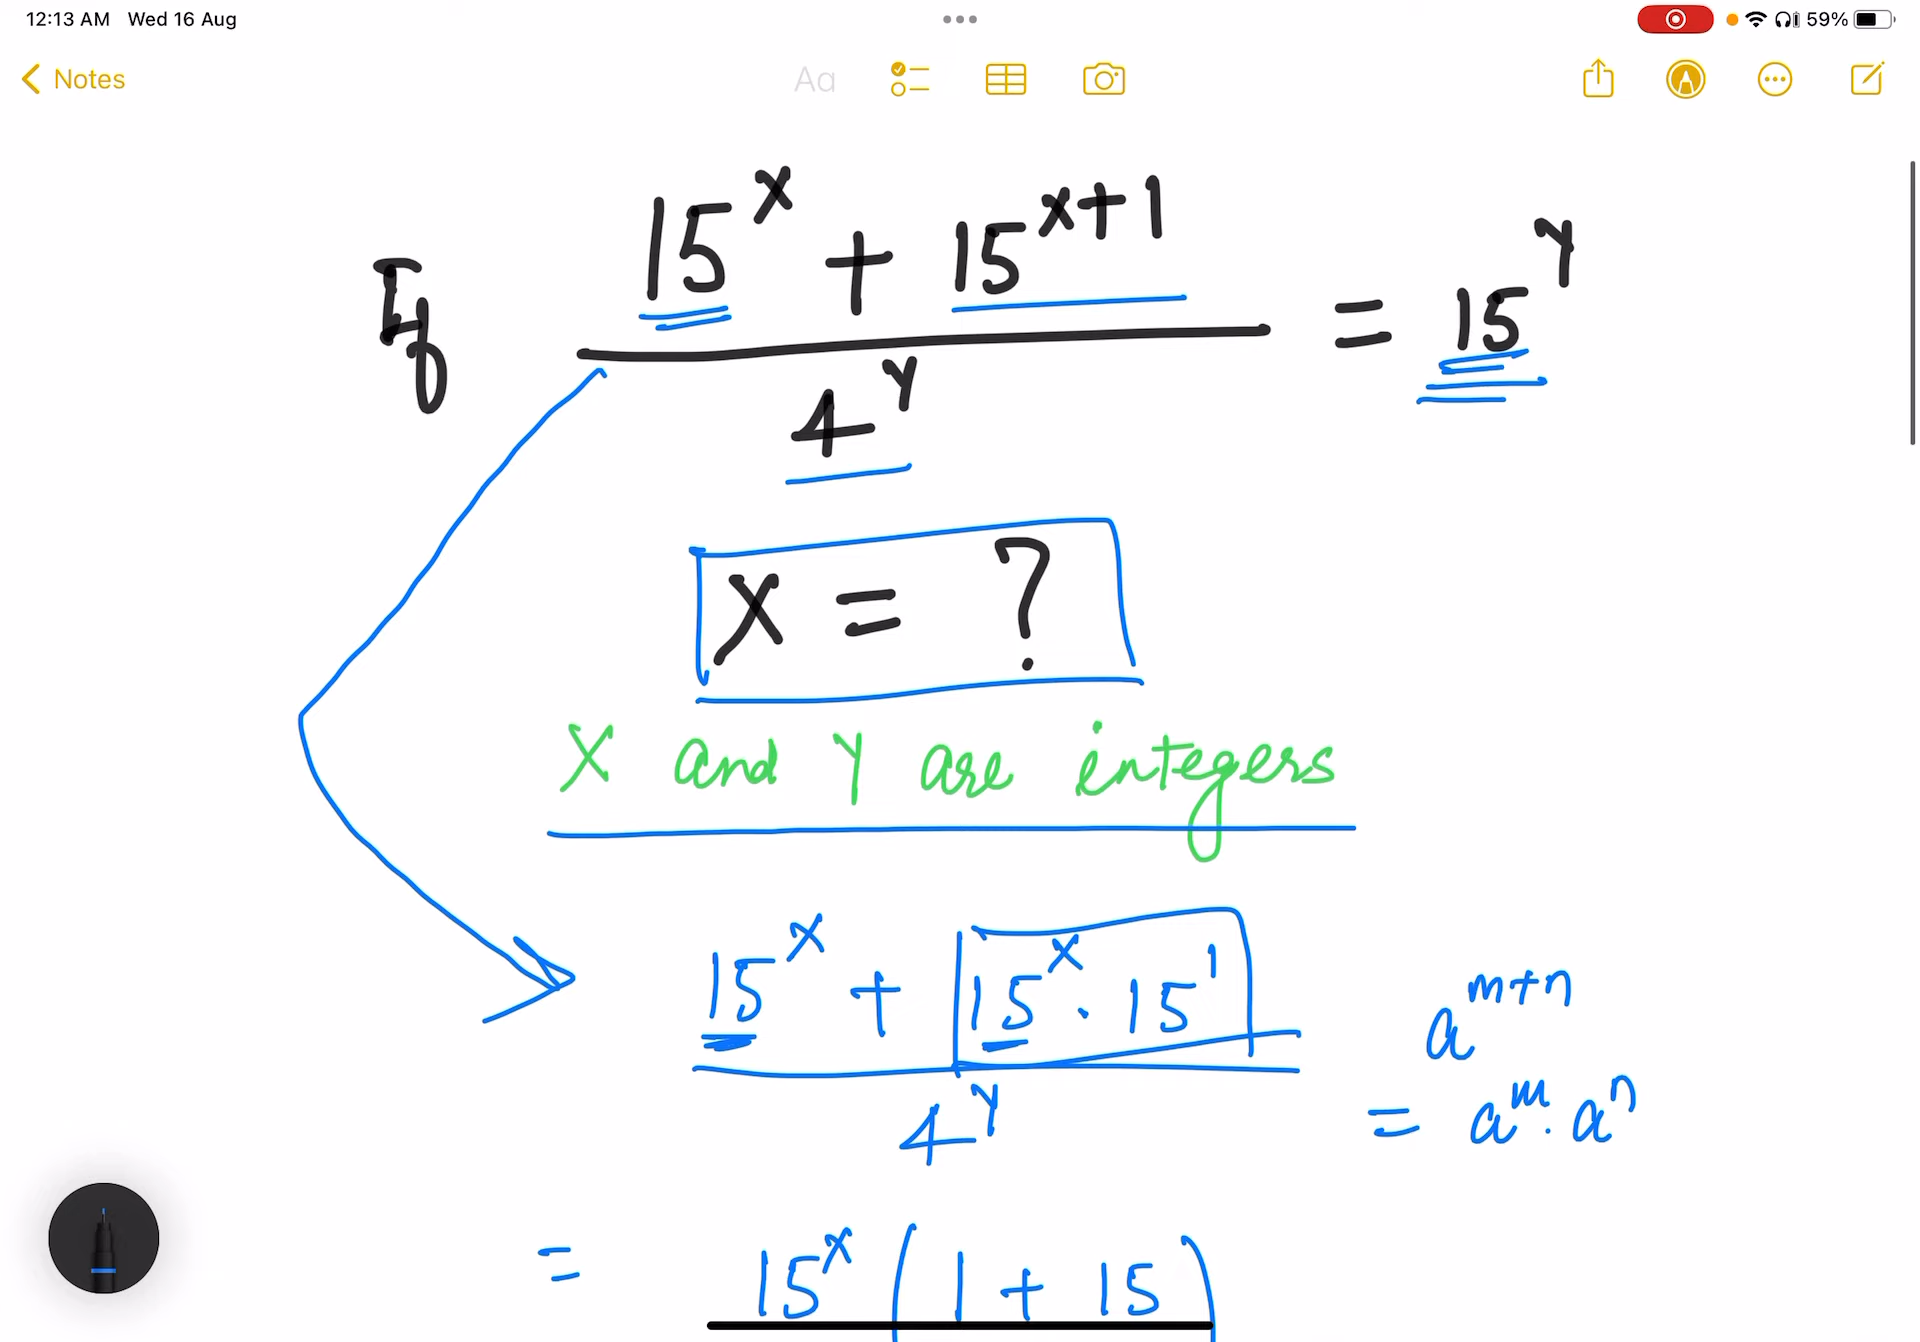 12:13 AM Wed 16 Aug 59%
Notes Aa
If (15^x + 15^(x+1)) / 4^y = 15^y
x = ?
X and Y are integers
(15^x + 15^x · 15^1) / 4^y
a^(m+n)
= a^m · a^n
= 15^x (1 + 15)